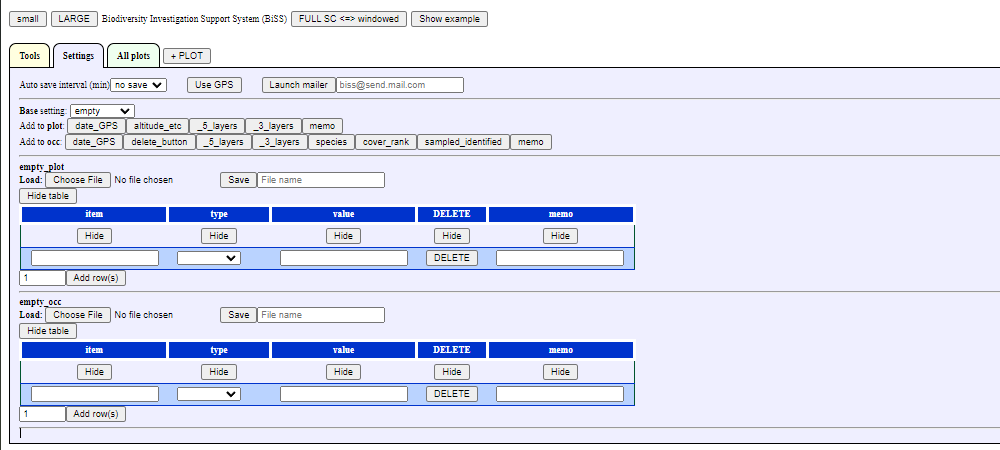 small LARGE Biodiversity Investigation Support System (BiSS) FULL SC <=> windowed Show example
Tools Settings All plots + PLOT
Auto save interval (min) no save Use GPS Launch mailer biss@send.mail.com
Base setting: empty
Add to plot: date_GPS altitude_etc _5_layers _3_layers memo
Add to occ: date_GPS delete_button _5_layers _3_layers species cover_rank sampled_identified memo
empty_plot
Load: Choose File No file chosen Save File name
Hide table
item type value DELETE memo
Hide Hide Hide Hide Hide
DELETE
1 Add row(s)
empty_occ
Load: Choose File No file chosen Save File name
Hide table
item type value DELETE memo
Hide Hide Hide Hide Hide
DELETE
1 Add row(s)